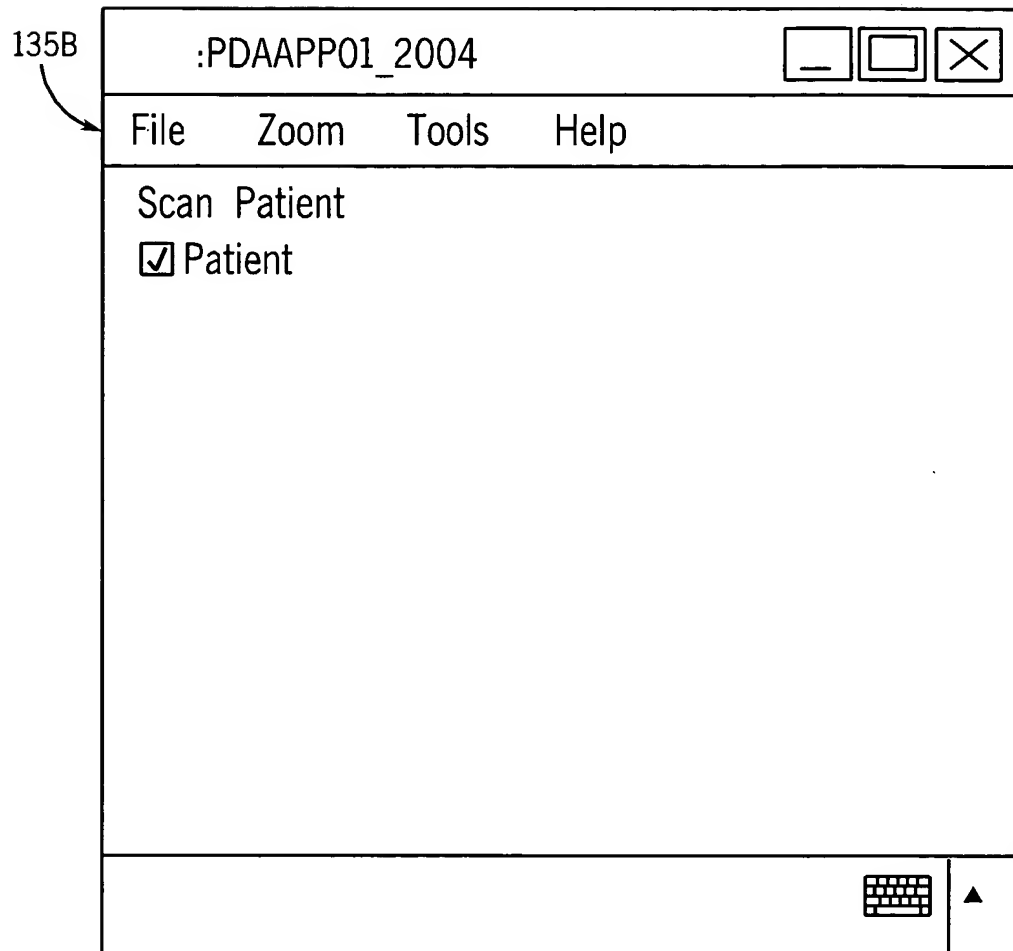 135B
:PDAAPP01_2004
File Zoom Tools Help
Scan Patient
Patient